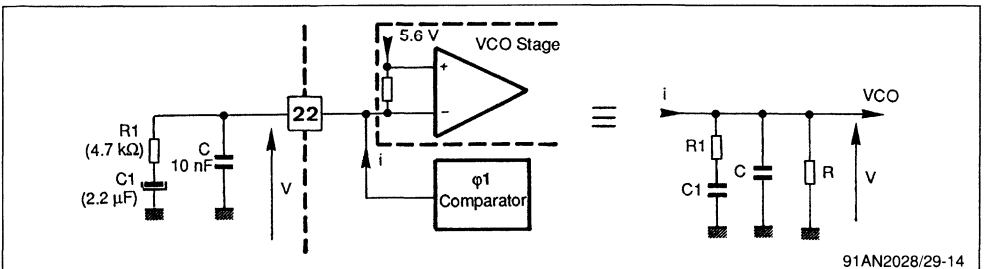 5.6 V
VCO Stage
+
−
22
R1
(4.7 kΩ)
C
10 nF
C1
(2.2 µF)
V
i
φ1
Comparator
≡
i
VCO
R1
C
C1
R
V
91AN2028/29-14